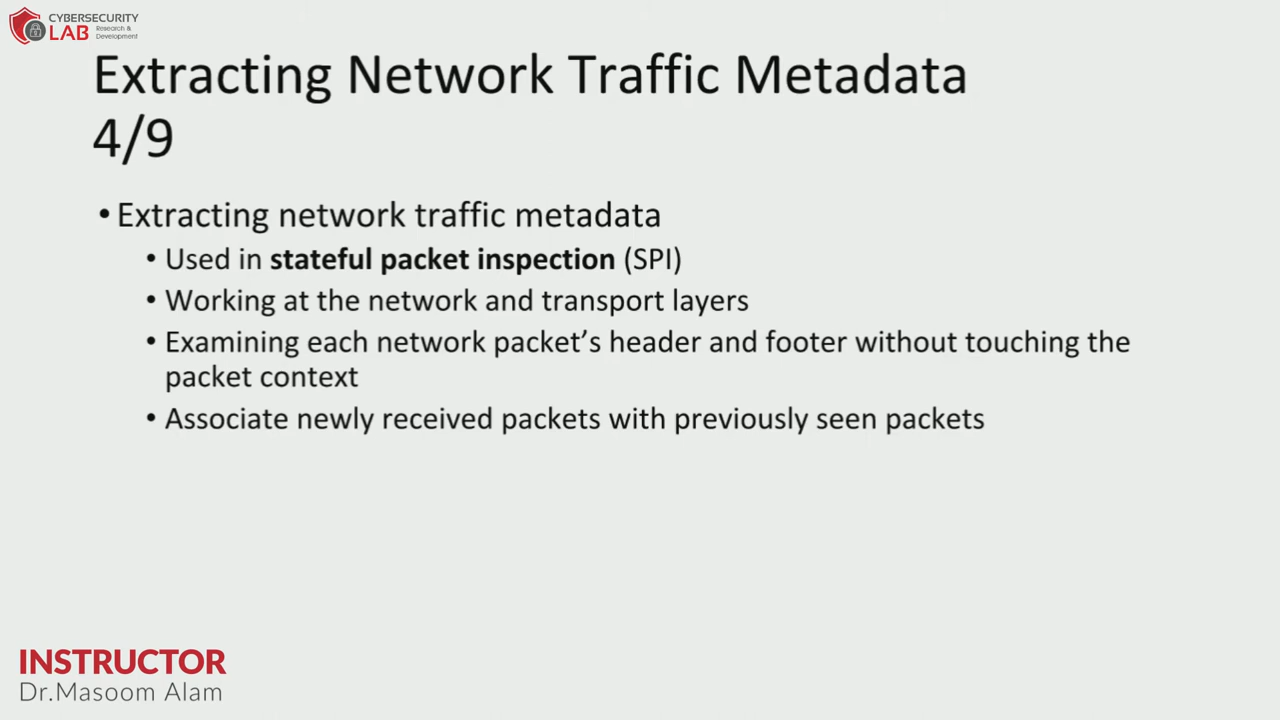 CYBERSECURITY
LAB Research &
Development
Extracting Network Traffic Metadata
4/9
• Extracting network traffic metadata
• Used in stateful packet inspection (SPI)
• Working at the network and transport layers
• Examining each network packet’s header and footer without touching the
packet context
• Associate newly received packets with previously seen packets
INSTRUCTOR
Dr.Masoom Alam